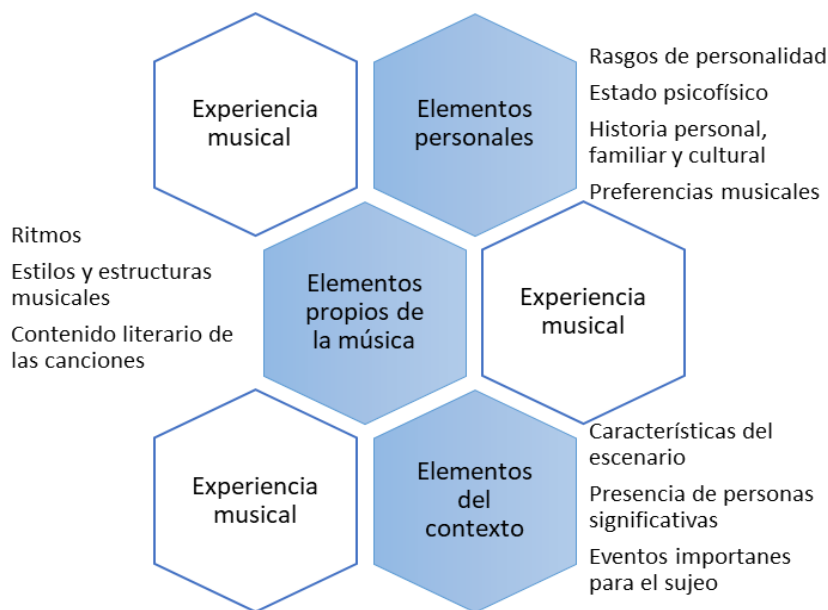 Experiencia
musical
Elementos
personales
Rasgos de personalidad
Estado psicofísico
Historia personal,
familiar y cultural
Preferencias musicales
Ritmos
Estilos y estructuras
musicales
Contenido literario de
las canciones
Elementos
propios de
la música
Experiencia
musical
Experiencia
musical
Elementos
del
contexto
Características del
escenario
Presencia de personas
significativas
Eventos importanes
para el sujeo